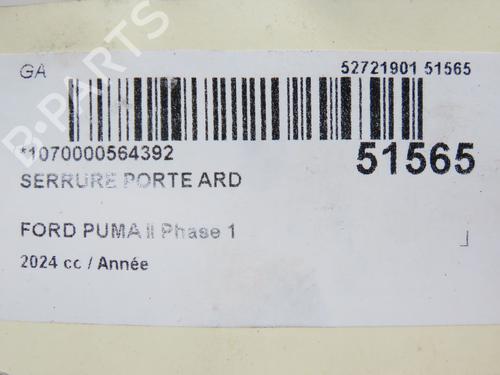 GA
52721901 51565
*1070000564392
51565
SERRURE PORTE ARD
FORD PUMA II Phase 1
2024 cc / Année
B-PARTS